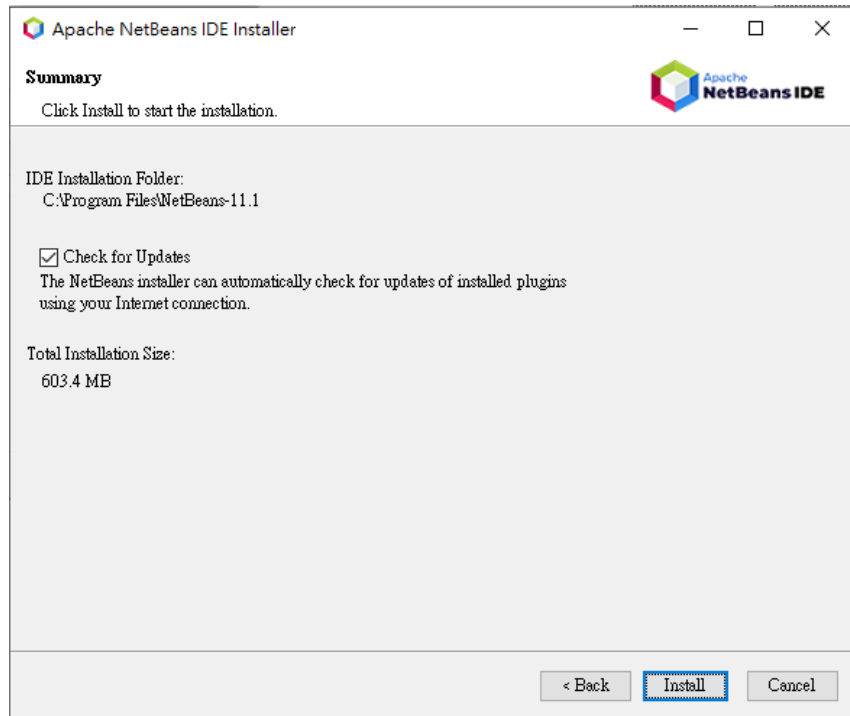 Apache NetBeans IDE Installer
Summary
Click Install to start the installation.
Apache
NetBeans IDE
IDE Installation Folder:
C:\Program Files\NetBeans-11.1
Check for Updates
The NetBeans installer can automatically check for updates of installed plugins
using your Internet connection.
Total Installation Size:
603.4 MB
< Back
Install
Cancel